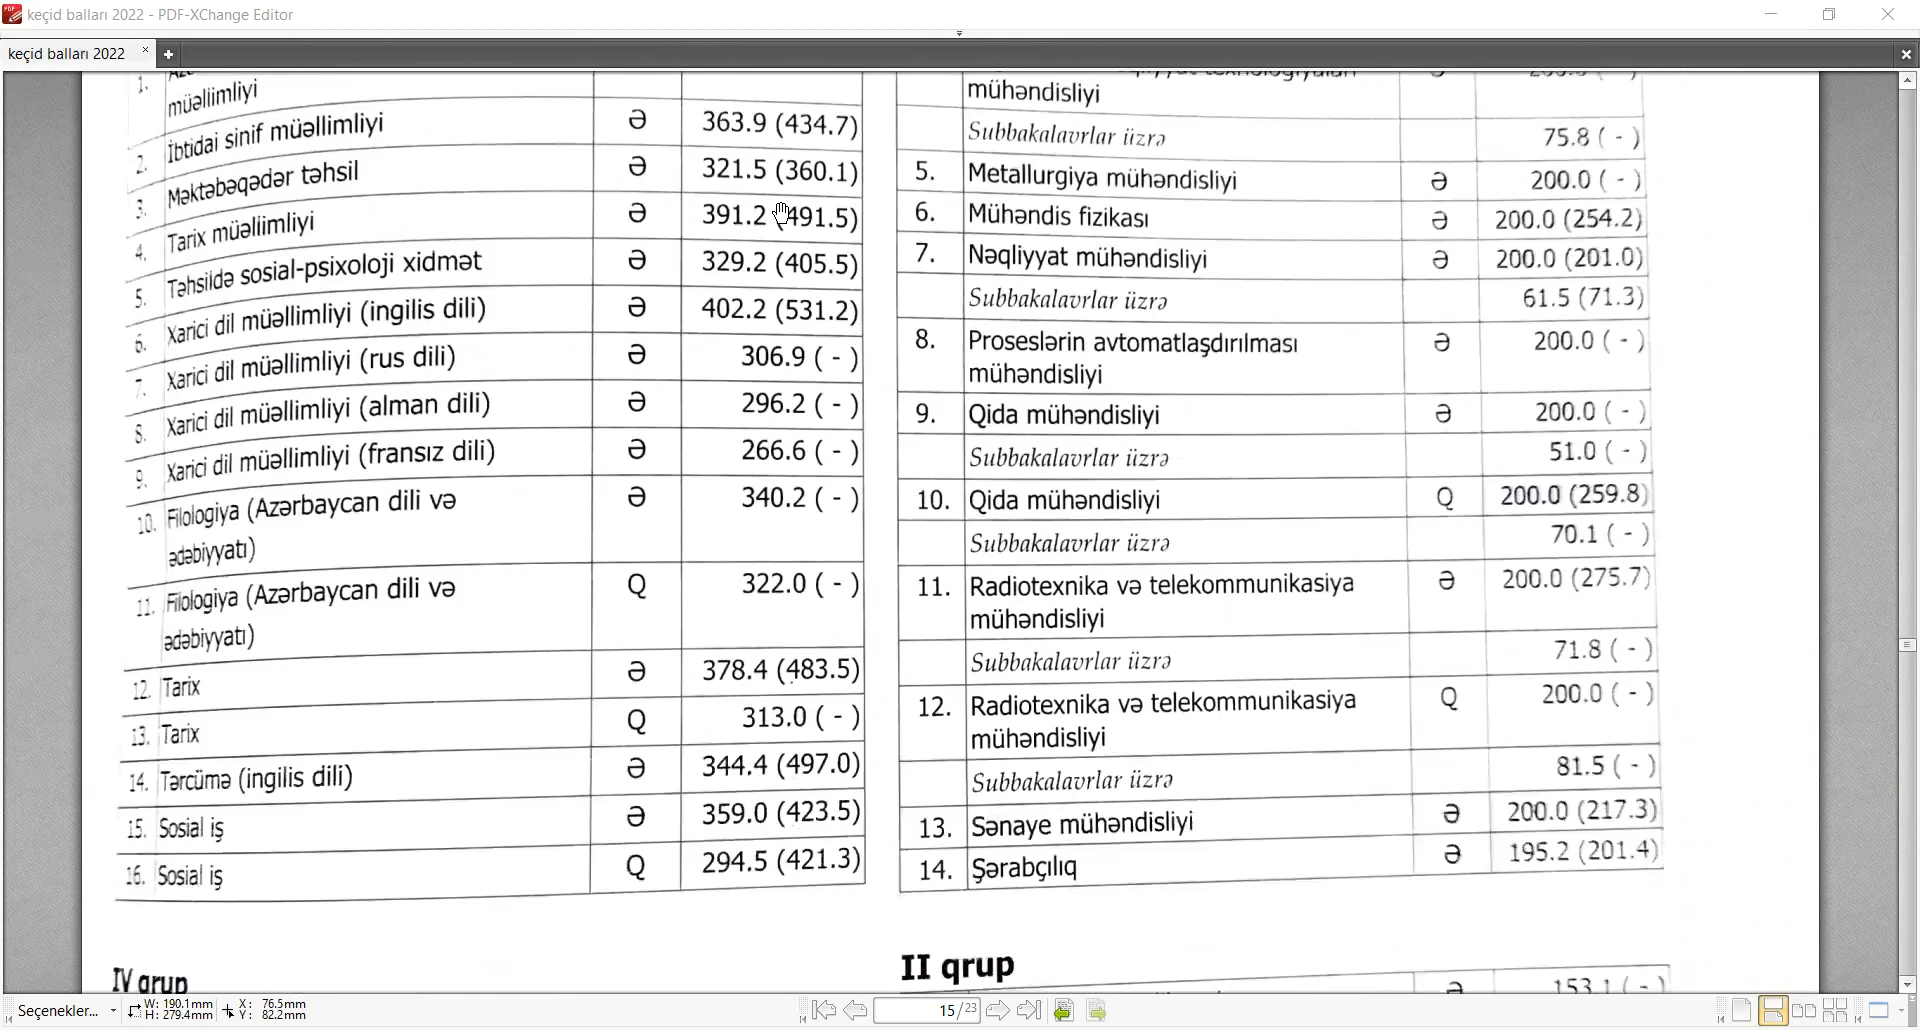 keçid balları 2022 - PDF-XChange Editor
keçid balları 2022
1.
müəllimliyi
2. İbtidai sinif müəllimliyi Ə 363.9 (434.7)
3. Məktəbəqədər təhsil Ə 321.5 (360.1)
4. Tarix müəllimliyi Ə 391.2 (491.5)
5. Təhsildə sosial-psixoloji xidmət Ə 329.2 (405.5)
6. Xarici dil müəllimliyi (ingilis dili) Ə 402.2 (531.2)
7. Xarici dil müəllimliyi (rus dili) Ə 306.9 ( - )
8. Xarici dil müəllimliyi (alman dili) Ə 296.2 ( - )
9. Xarici dil müəllimliyi (fransız dili) Ə 266.6 ( - )
10. Filologiya (Azərbaycan dili və Ə 340.2 ( - )
ədəbiyyatı)
11. Filologiya (Azərbaycan dili və Q 322.0 ( - )
ədəbiyyatı)
12. Tarix Ə 378.4 (483.5)
13. Tarix Q 313.0 ( - )
14. Tərcümə (ingilis dili) Ə 344.4 (497.0)
15. Sosial iş Ə 359.0 (423.5)
16. Sosial iş Q 294.5 (421.3)
IV qrup
mühəndisliyi
Subbakalavrlar üzrə 75.8 ( - )
5. Metallurgiya mühəndisliyi Ə 200.0 ( - )
6. Mühəndis fizikası Ə 200.0 (254.2)
7. Nəqliyyat mühəndisliyi Ə 200.0 (201.0)
Subbakalavrlar üzrə 61.5 (71.3)
8. Proseslərin avtomatlaşdırılması Ə 200.0 ( - )
mühəndisliyi
9. Qida mühəndisliyi Ə 200.0 ( - )
Subbakalavrlar üzrə 51.0 ( - )
10. Qida mühəndisliyi Q 200.0 (259.8)
Subbakalavrlar üzrə 70.1 ( - )
11. Radiotexnika və telekommunikasiya Ə 200.0 (275.7)
mühəndisliyi
Subbakalavrlar üzrə 71.8 ( - )
12. Radiotexnika və telekommunikasiya Q 200.0 ( - )
mühəndisliyi
Subbakalavrlar üzrə 81.5 ( - )
13. Sənaye mühəndisliyi Ə 200.0 (217.3)
14. Şərabçılıq Ə 195.2 (201.4)
II qrup
Ə 153.1 ( - )
Seçenekler... W: 190.1mm X: 76.5mm
H: 279.4mm Y: 82.2mm
15 / 23